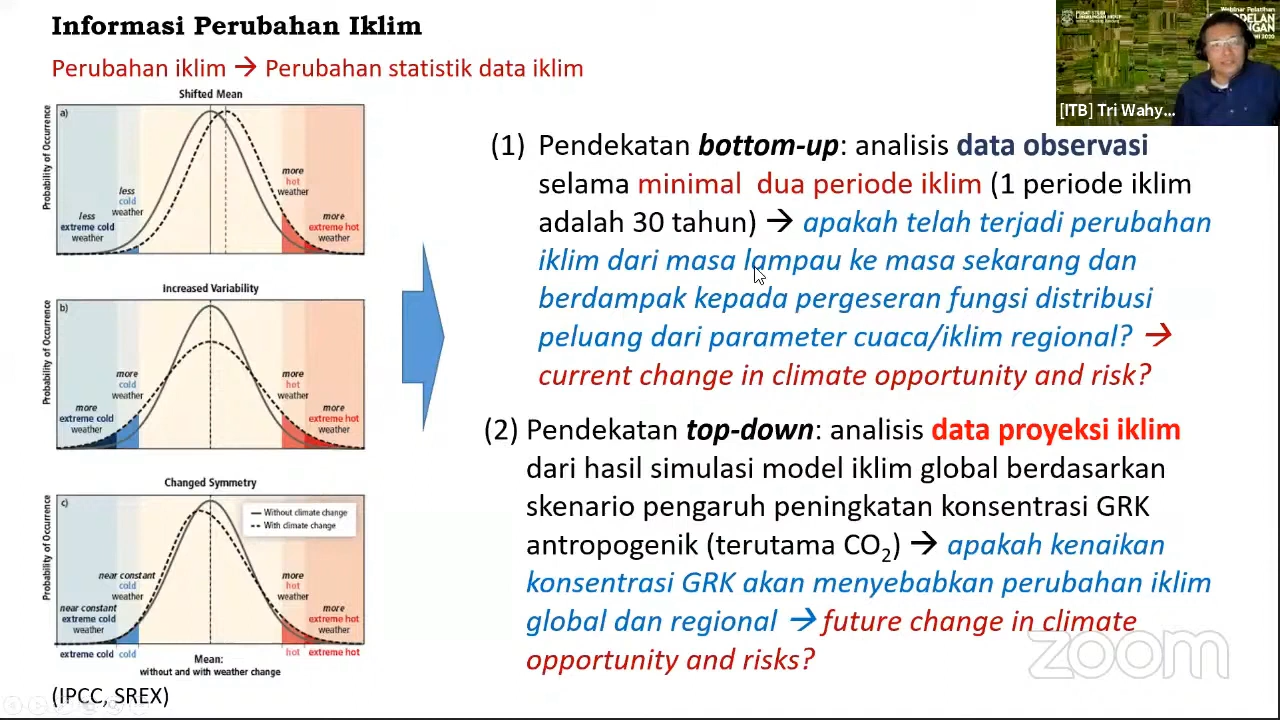 Informasi Perubahan Iklim
Perubahan iklim → Perubahan statistik data iklim
Shifted Mean
Probability of Occurrence
a)
less
cold
weather
less
extreme cold
weather
more
hot
weather
more
extreme hot
weather
Increased Variability
Probability of Occurrence
b)
more
cold
weather
more
extreme cold
weather
more
hot
weather
more
extreme hot
weather
Changed Symmetry
Probability of Occurrence
c)
Without climate change
With climate change
near constant
cold
weather
near constant
extreme cold
weather
more
hot
weather
more
extreme hot
weather
extreme cold cold
hot extreme hot
Mean:
without and with weather change
(IPCC, SREX)
(1) Pendekatan bottom-up: analisis data observasi
selama minimal dua periode iklim (1 periode iklim
adalah 30 tahun) → apakah telah terjadi perubahan
iklim dari masa lampau ke masa sekarang dan
berdampak kepada pergeseran fungsi distribusi
peluang dari parameter cuaca/iklim regional? →
current change in climate opportunity and risk?
(2) Pendekatan top-down: analisis data proyeksi iklim
dari hasil simulasi model iklim global berdasarkan
skenario pengaruh peningkatan konsentrasi GRK
antropogenik (terutama CO₂) → apakah kenaikan
konsentrasi GRK akan menyebabkan perubahan iklim
global dan regional → future change in climate
opportunity and risks?
PUSAT STUDI
LINGKUNGAN HIDUP
Webinar Pelatihan
[ITB] Tri Wahy...
zoom